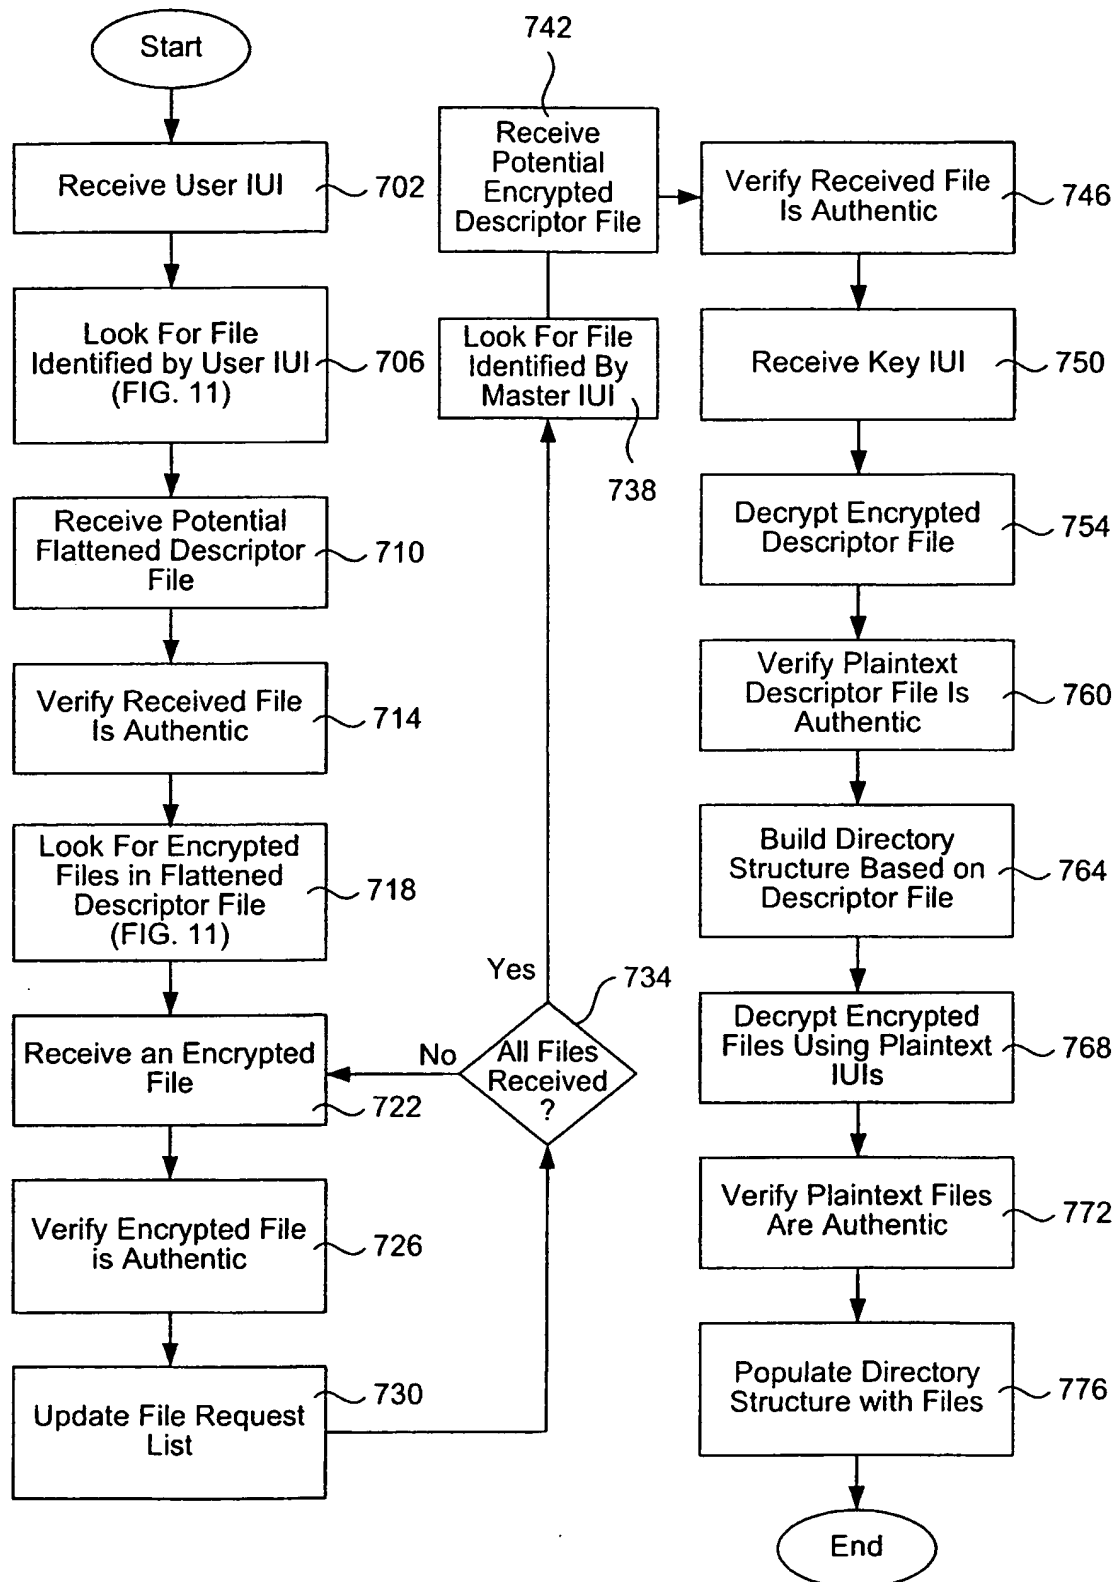 Start
Receive User IUI
702
Look For File
Identified by User IUI
(FIG. 11)
706
Receive Potential
Flattened Descriptor
File
710
Verify Received File
Is Authentic
714
Look For Encrypted
Files in Flattened
Descriptor File
(FIG. 11)
718
Receive an Encrypted
File
722
Verify Encrypted File
is Authentic
726
Update File Request
List
730
All Files
Received
?
734
No
Yes
Look For File
Identified By
Master IUI
738
Receive
Potential
Encrypted
Descriptor File
742
Verify Received File
Is Authentic
746
Receive Key IUI
750
Decrypt Encrypted
Descriptor File
754
Verify Plaintext
Descriptor File Is
Authentic
760
Build Directory
Structure Based on
Descriptor File
764
Decrypt Encrypted
Files Using Plaintext
IUIs
768
Verify Plaintext Files
Are Authentic
772
Populate Directory
Structure with Files
776
End